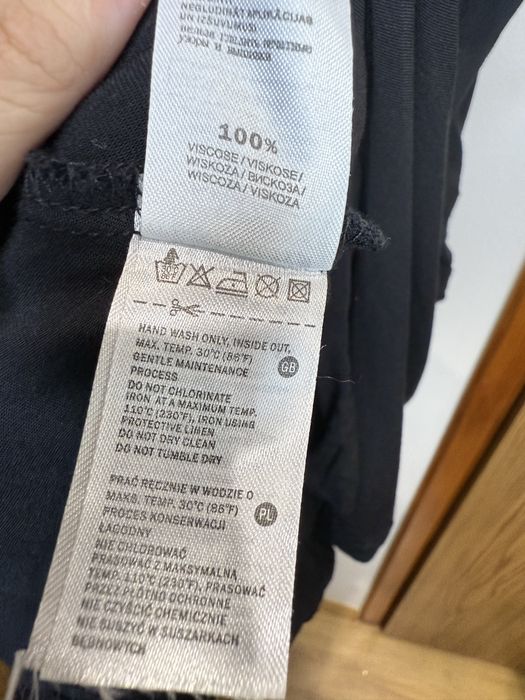 100%
VISCOSE / VISKOSE /
WISKOZA / ВИСКОЗА /
WISCOZA / VISKOZA
HAND WASH ONLY, INSIDE OUT,
MAX. TEMP. 30°C (86°F)
GENTLE MAINTENANCE
PROCESS
GB
DO NOT CHLORINATE
IRON AT A MAXIMUM TEMP.
110°C (230°F), IRON USING
PROTECTIVE LINEN
DO NOT DRY CLEAN
DO NOT TUMBLE DRY
PRAĆ RĘCZNIE W WODZIE O
MAKS. TEMP. 30°C (86°F)
PROCES KONSERWACJI
PL
ŁAGODNY
NIE CHLOROWAĆ
PRASOWAĆ Z MAKSYMALNĄ
TEMP. 110°C (230°F), PRASOWAĆ
PRZEZ PŁÓTNO OCHRONNE
NIE CZYŚCIĆ CHEMICZNIE
NIE SUSZYĆ W SUSZARKACH
BĘBNOWYCH